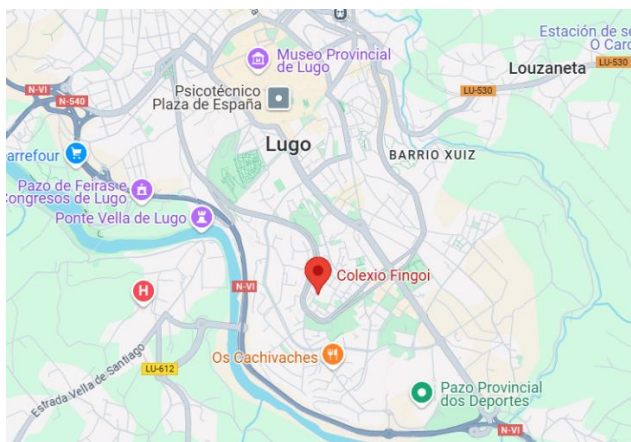 Estación de se
O Card
Museo Provincial
de Lugo
Louzaneta
LU-530
N-VI
LU-530
Psicotécnico
Plaza de España
N-540
Lugo
BARRIO XUIZ
arrefour
Pazo de Feiras e
Congresos de Lugo
Ponte Vella de Lugo
Colexio Fingoi
N-VI
H
Os Cachivaches
LU-612
Estrada Vella de Santiago
Pazo Provincial
dos Deportes
N-VI